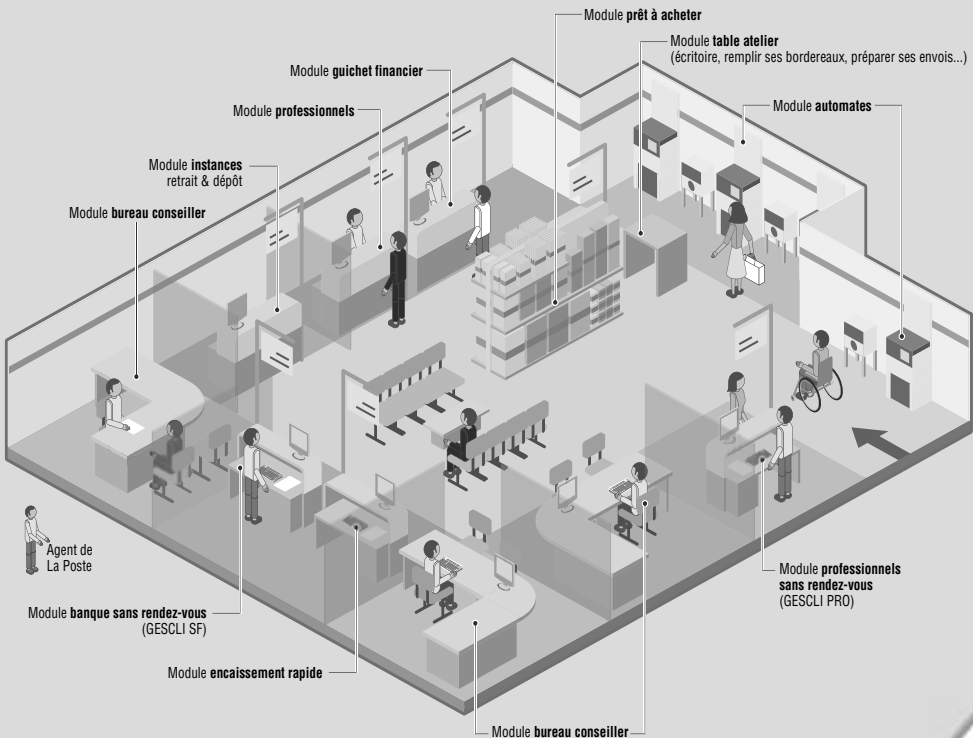 Module prêt à acheter
Module table atelier
(écritoire, remplir ses bordereaux, préparer ses envois...)
Module guichet financier
Module automates
Module professionnels
Module instances
retrait & dépôt
Module bureau conseiller
Agent de
La Poste
Module professionnels
sans rendez-vous
(GESCLI PRO)
Module banque sans rendez-vous
(GESCLI SF)
Module encaissement rapide
Module bureau conseiller